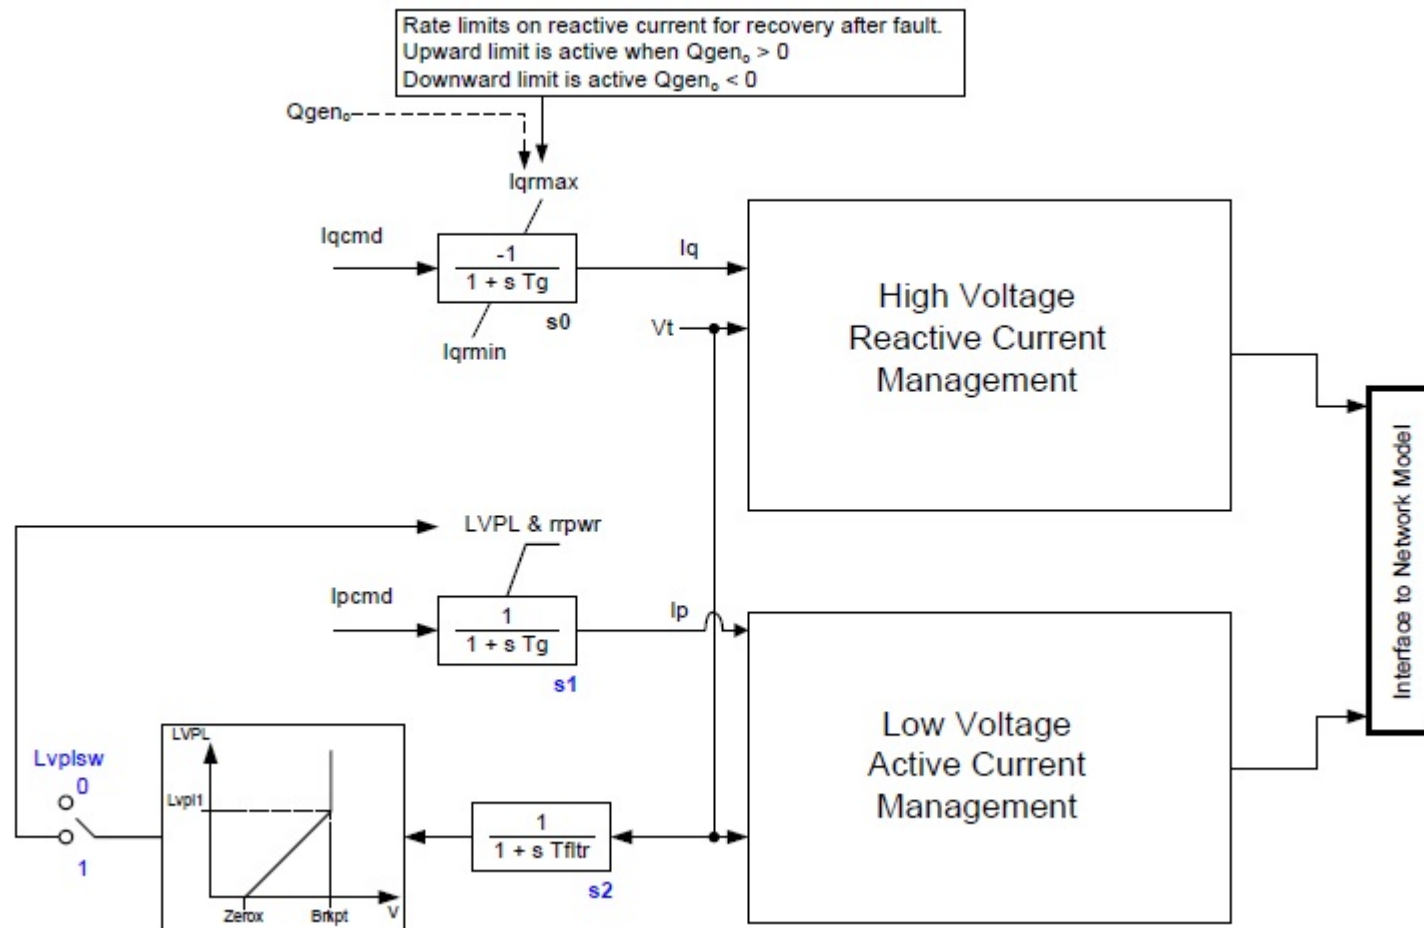 Rate limits on reactive current for recovery after fault.
Upward limit is active when Qgen₀ > 0
Downward limit is active Qgen₀ < 0
Qgen₀
Iqrmax
Iqcmd
-1
1 + s Tg
s0
Iqrmin
Iq
Vt
High Voltage
Reactive Current
Management
Interface to Network Model
LVPL & rrpwr
Ipcmd
1
1 + s Tg
s1
Ip
Low Voltage
Active Current
Management
Lvplsw
0
1
LVPL
Lvpl1
Zerox
Brkpt
V
1
1 + s Tfltr
s2